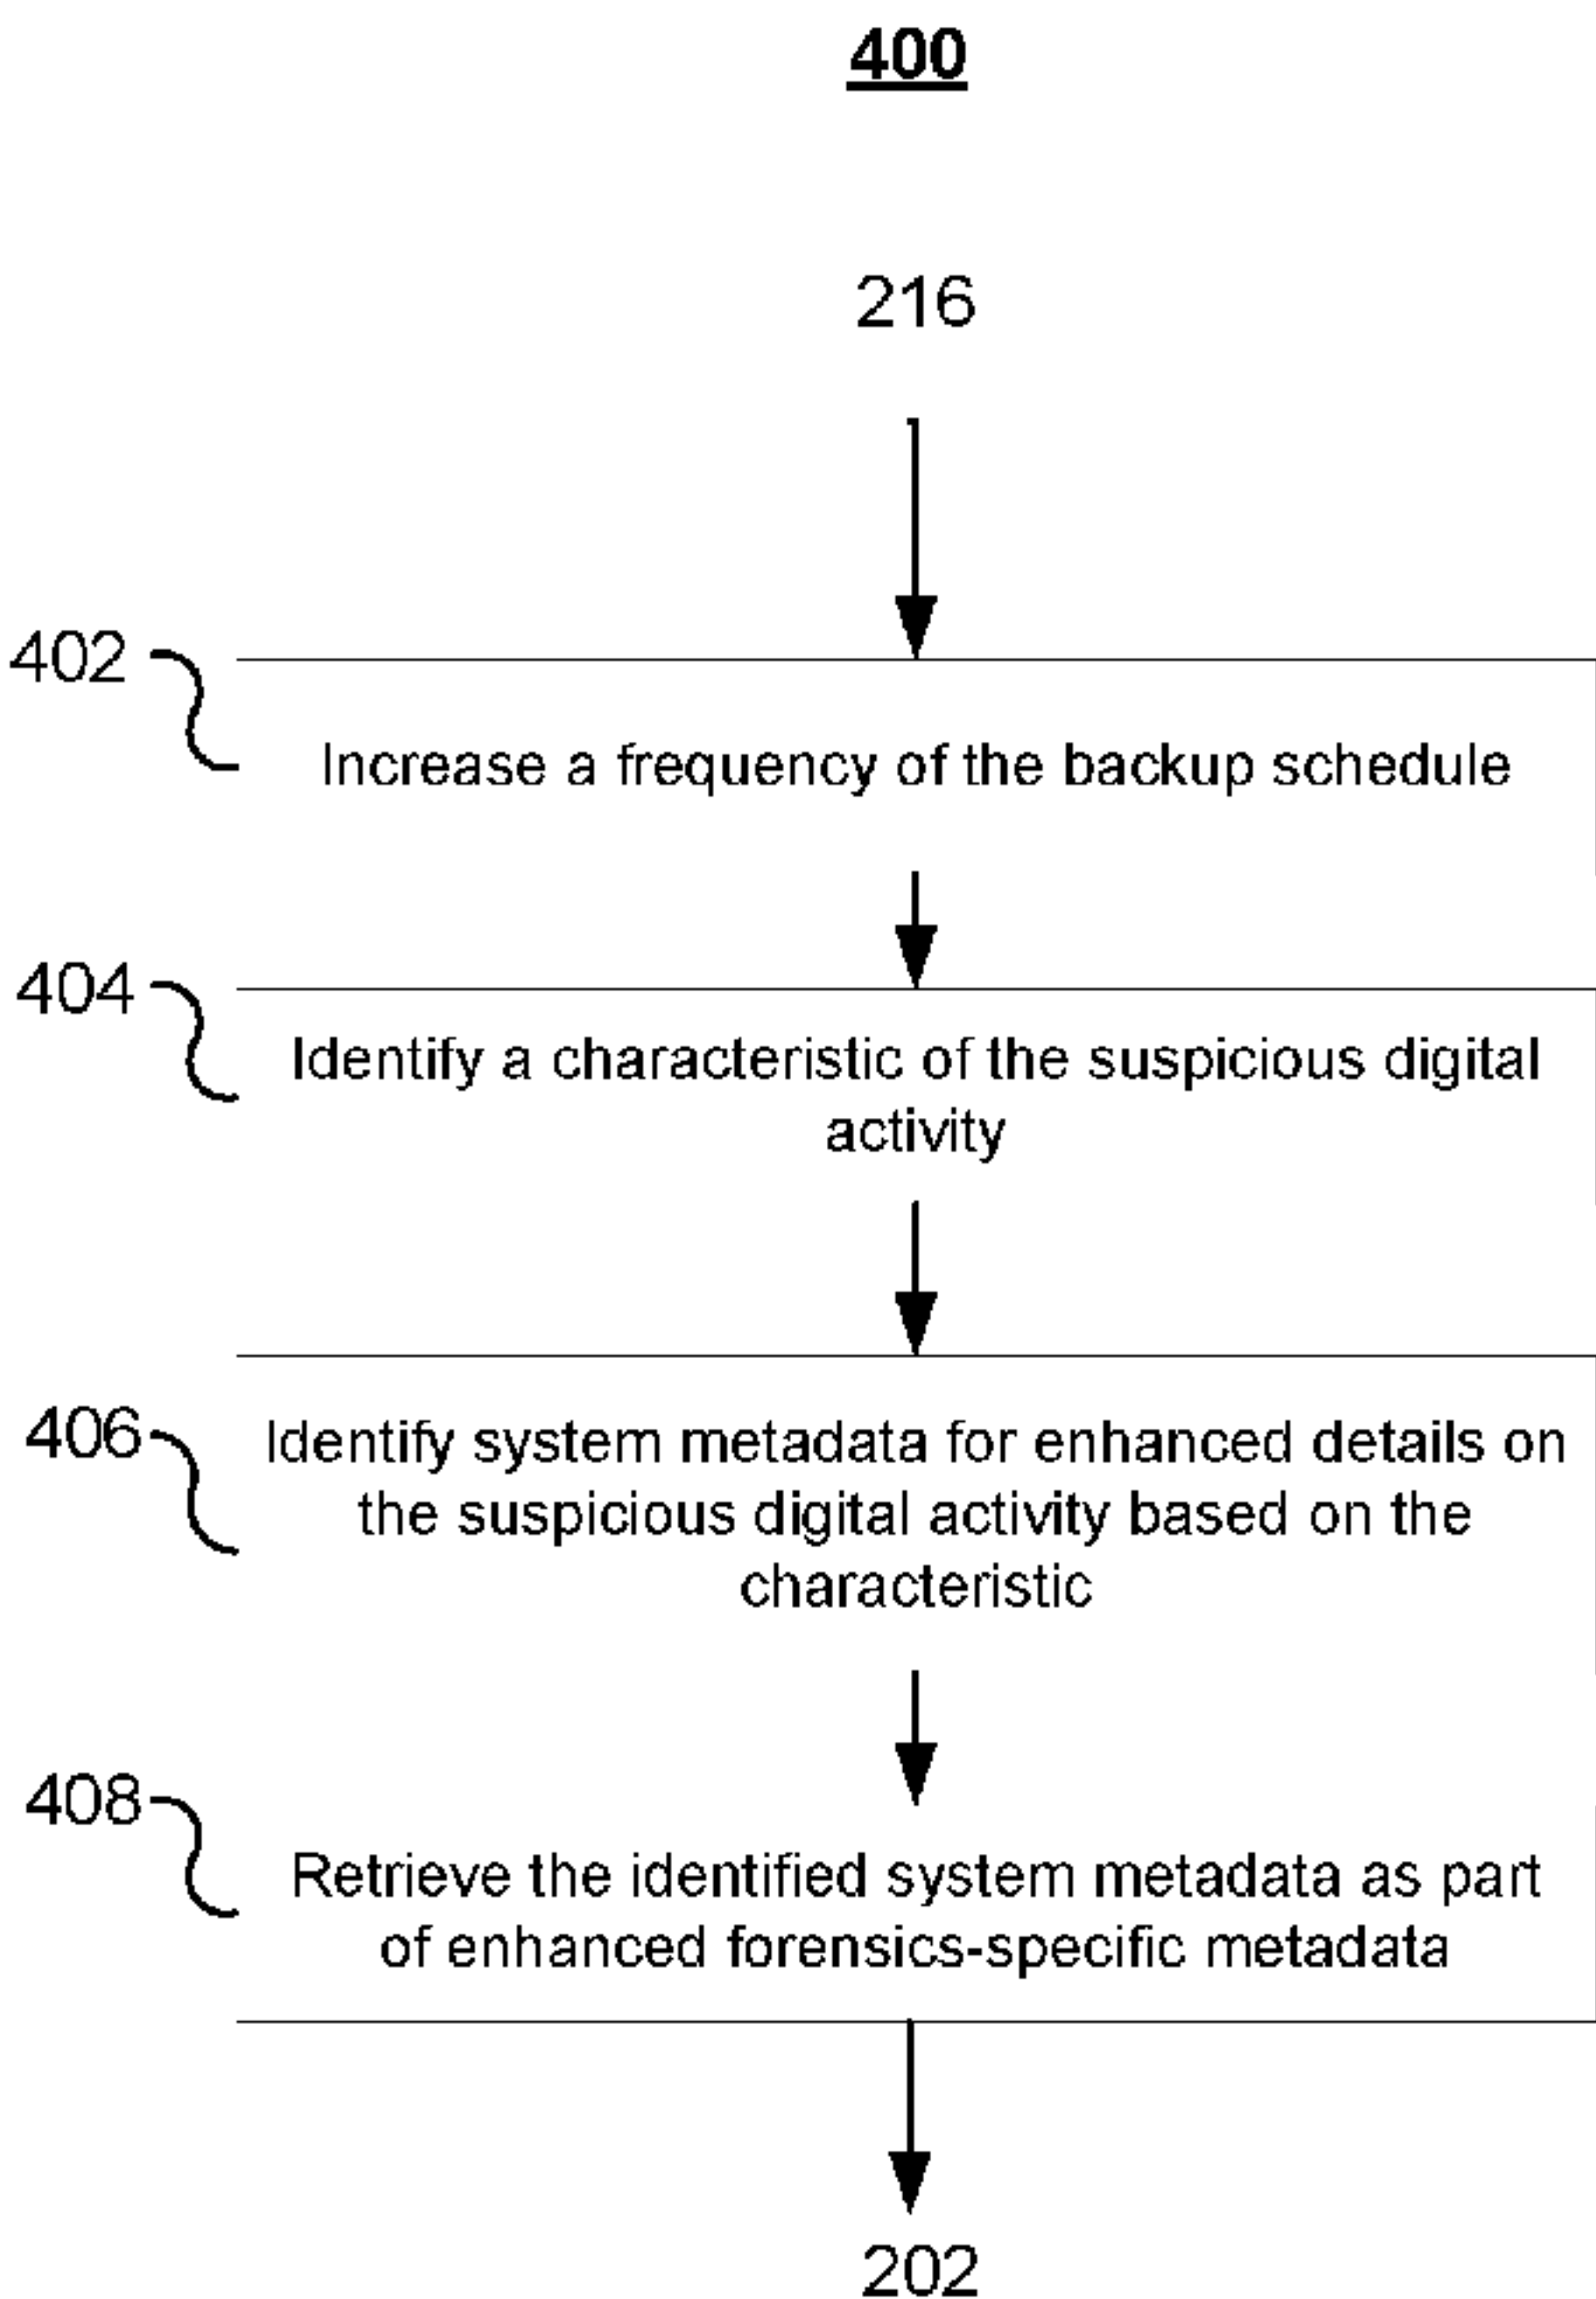 400
216
402
Increase a frequency of the backup schedule
404
Identify a characteristic of the suspicious digital
activity
406
Identify system metadata for enhanced details on
the suspicious digital activity based on the
characteristic
408
Retrieve the identified system metadata as part
of enhanced forensics-specific metadata
202